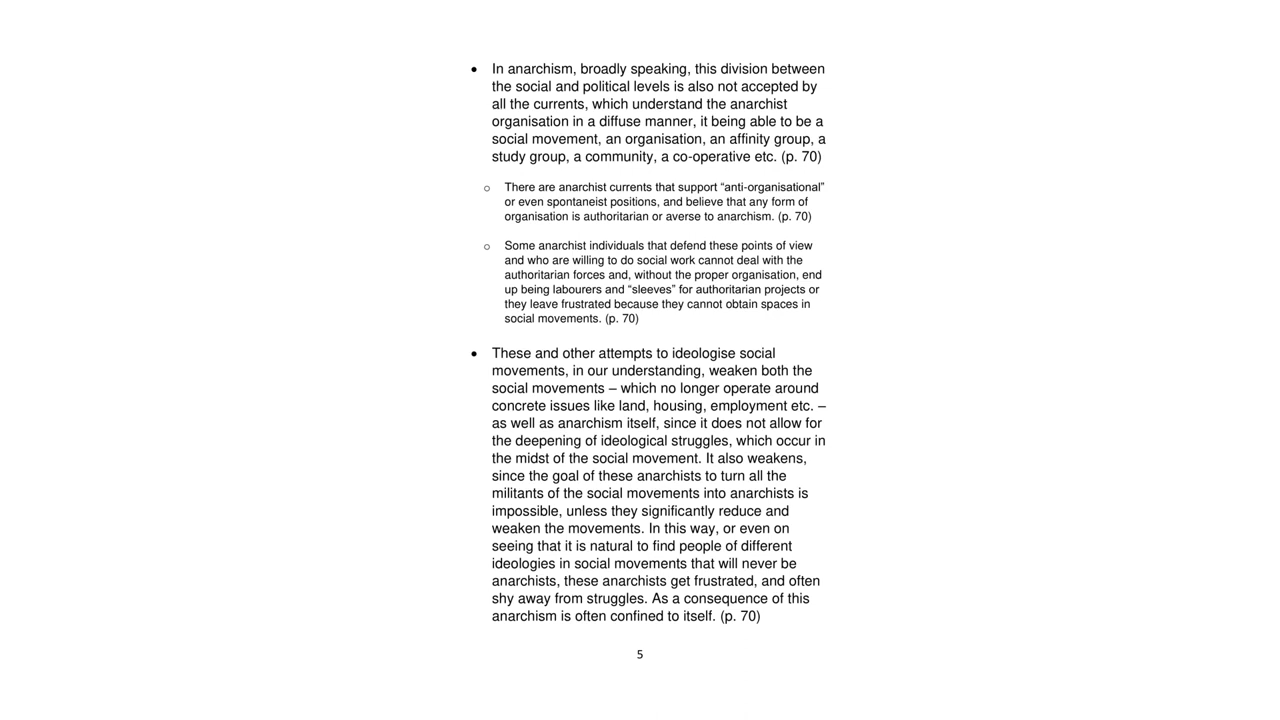 • In anarchism, broadly speaking, this division between
the social and political levels is also not accepted by
all the currents, which understand the anarchist
organisation in a diffuse manner, it being able to be a
social movement, an organisation, an affinity group, a
study group, a community, a co-operative etc. (p. 70)
o There are anarchist currents that support “anti-organisational”
or even spontaneist positions, and believe that any form of
organisation is authoritarian or averse to anarchism. (p. 70)
o Some anarchist individuals that defend these points of view
and who are willing to do social work cannot deal with the
authoritarian forces and, without the proper organisation, end
up being labourers and “sleeves” for authoritarian projects or
they leave frustrated because they cannot obtain spaces in
social movements. (p. 70)
• These and other attempts to ideologise social
movements, in our understanding, weaken both the
social movements – which no longer operate around
concrete issues like land, housing, employment etc. –
as well as anarchism itself, since it does not allow for
the deepening of ideological struggles, which occur in
the midst of the social movement. It also weakens,
since the goal of these anarchists to turn all the
militants of the social movements into anarchists is
impossible, unless they significantly reduce and
weaken the movements. In this way, or even on
seeing that it is natural to find people of different
ideologies in social movements that will never be
anarchists, these anarchists get frustrated, and often
shy away from struggles. As a consequence of this
anarchism is often confined to itself. (p. 70)
5